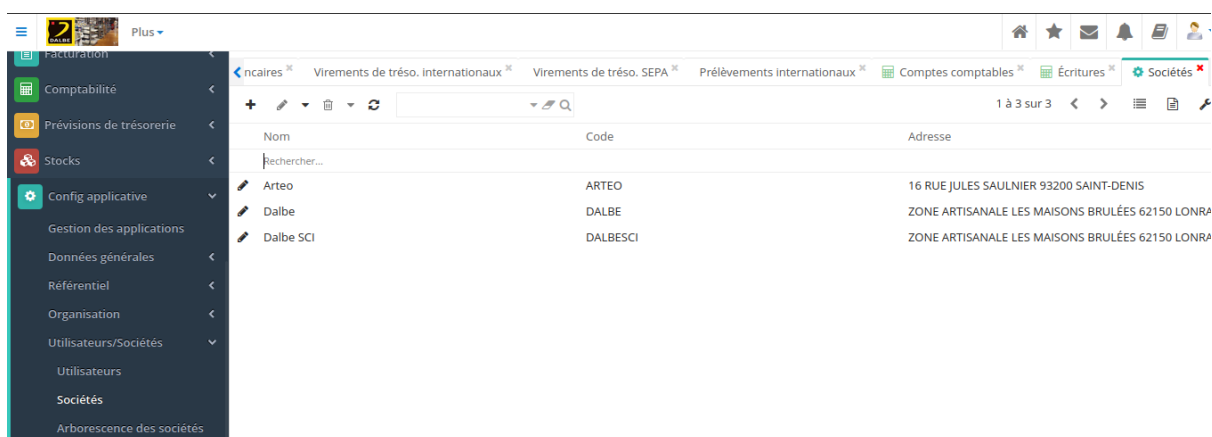 DALBE
Plus
Facturation
Comptabilité
Prévisions de trésorerie
Stocks
Config applicative
Gestion des applications
Données générales
Référentiel
Organisation
Utilisateurs/Sociétés
Utilisateurs
Sociétés
Arborescence des sociétés
ncaires Virements de tréso. internationaux Virements de tréso. SEPA Prélèvements internationaux Comptes comptables Écritures Sociétés
1 à 3 sur 3
Nom Code Adresse
Rechercher...
Arteo ARTEO 16 RUE JULES SAULNIER 93200 SAINT-DENIS
Dalbe DALBE ZONE ARTISANALE LES MAISONS BRULÉES 62150 LONRA
Dalbe SCI DALBESCI ZONE ARTISANALE LES MAISONS BRULÉES 62150 LONRA